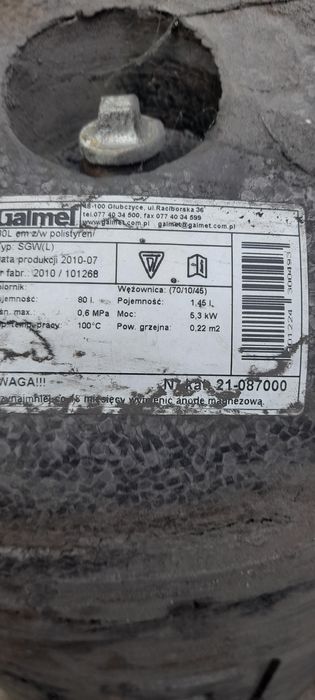 Galmet
48-100 Głubczyce, ul.Raciborska 36
tel.077 40 34 500, fax 077 40 34 599
www.galmet.com.pl galmet@galmet.com.pl
80L em z/w polistyren/
yp: SGW(L)
ata produkcji 2010-07
r fabr.: 2010 / 101268
biornik:
Wężownica: (70/10/45)
ojemność: 80 l.
Pojemność: 1,45 l.
0,6 MPa
Moc: 5,3 kW
100°C
Pow. grzejna: 0,22 m2
WAGA!!!
Nr kat. 21-087000
miesięcy wymienić anodę magnezową.